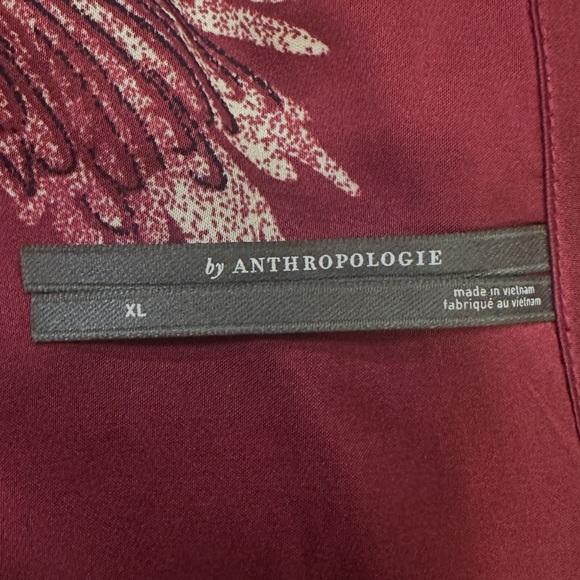 by ANTHROPOLOGIE
XL
made in vietnam
fabriqué au vietnam